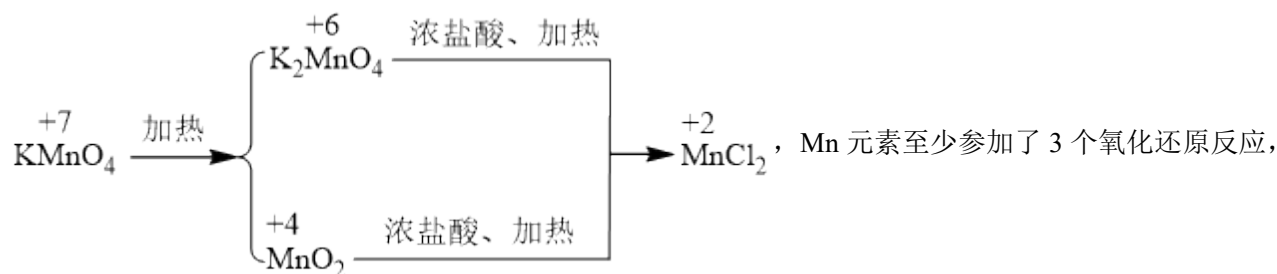 +6 浓盐酸、加热
K₂MnO₄
+7 加热 +2
KMnO₄ MnCl₂ ,Mn 元素至少参加了 3 个氧化还原反应,
+4 浓盐酸、加热
MnO₂